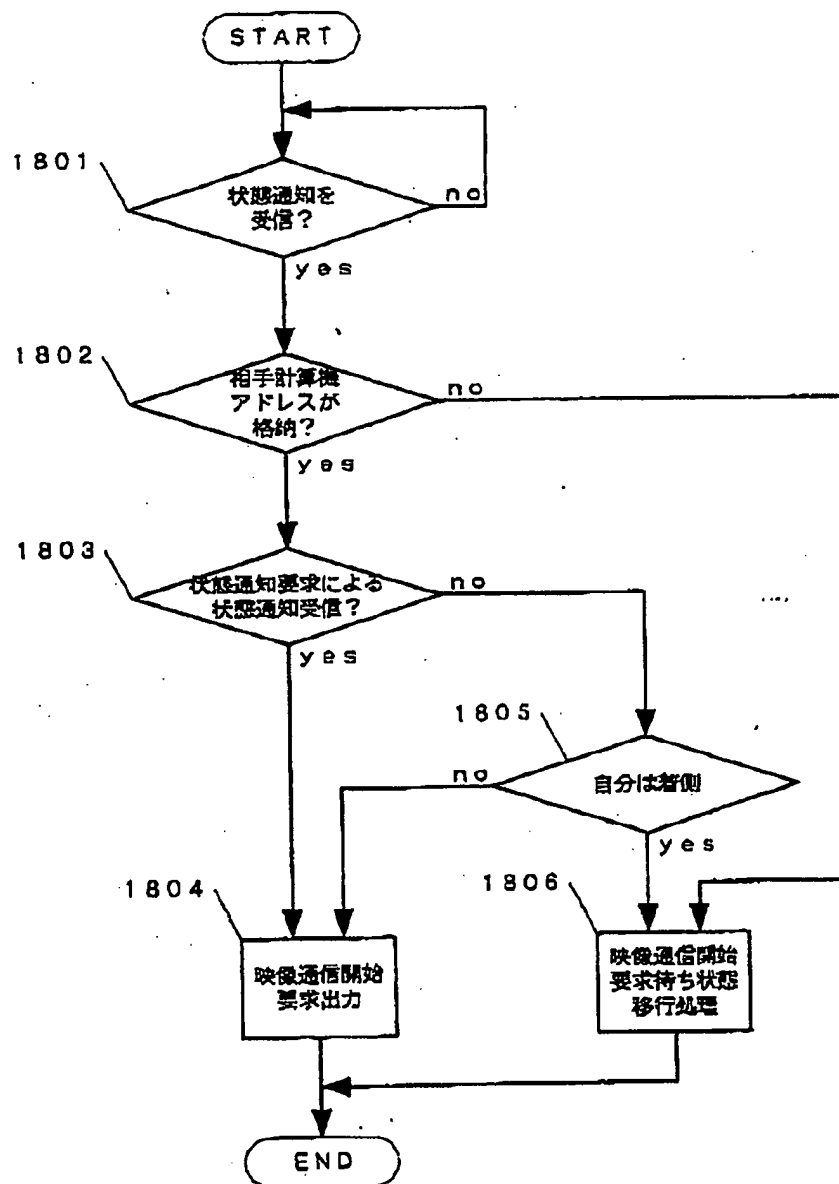 START
1801
状態通知を
受信?
no
yes
1802
相手計算機
アドレスが
格納?
no
yes
1803
状態通知要求による
状態通知受信?
no
yes
1805
自分は着側
no
yes
1804
映像通信開始
要求出力
1806
映像通信開始
要求待ち状態
移行処理
END